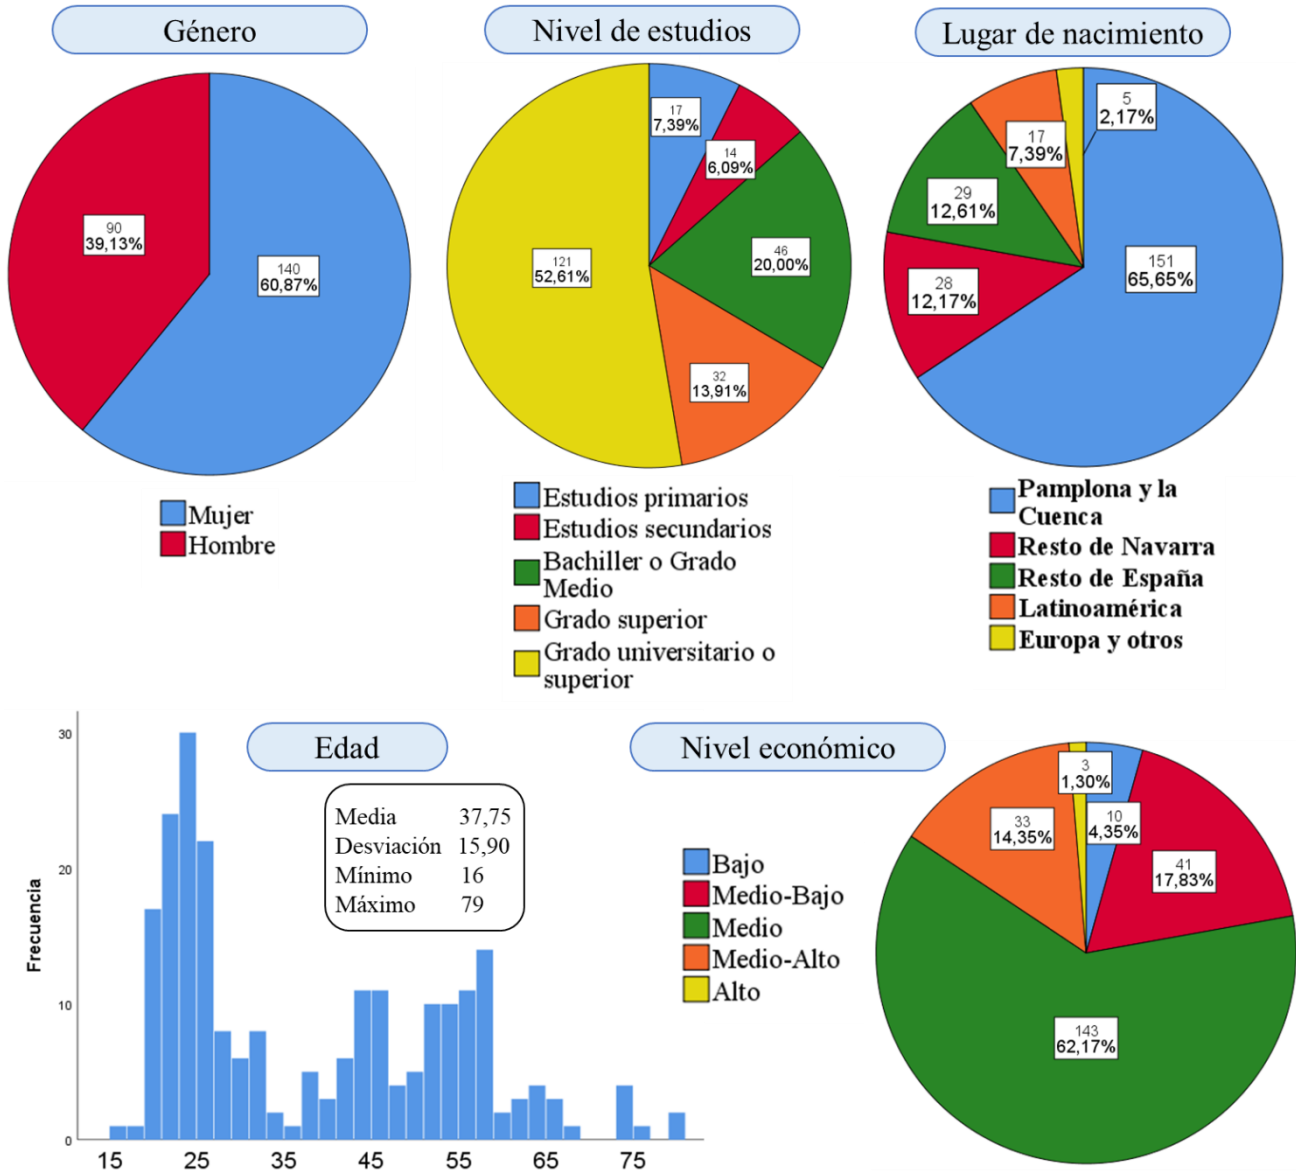 Género
Nivel de estudios
Lugar de nacimiento
90
39,13%
140
60,87%
Mujer
Hombre
17
7,39%
14
6,09%
46
20,00%
121
52,61%
32
13,91%
Estudios primarios
Estudios secundarios
Bachiller o Grado
Medio
Grado superior
Grado universitario o
superior
5
2,17%
17
7,39%
29
12,61%
28
12,17%
151
65,65%
Pamplona y la
Cuenca
Resto de Navarra
Resto de España
Latinoamérica
Europa y otros
Edad
Media 37,75
Desviación 15,90
Mínimo 16
Máximo 79
Frecuencia
30
20
10
0
15 25 35 45 55 65 75
Nivel económico
Bajo
Medio-Bajo
Medio
Medio-Alto
Alto
3
1,30%
10
4,35%
33
14,35%
41
17,83%
143
62,17%